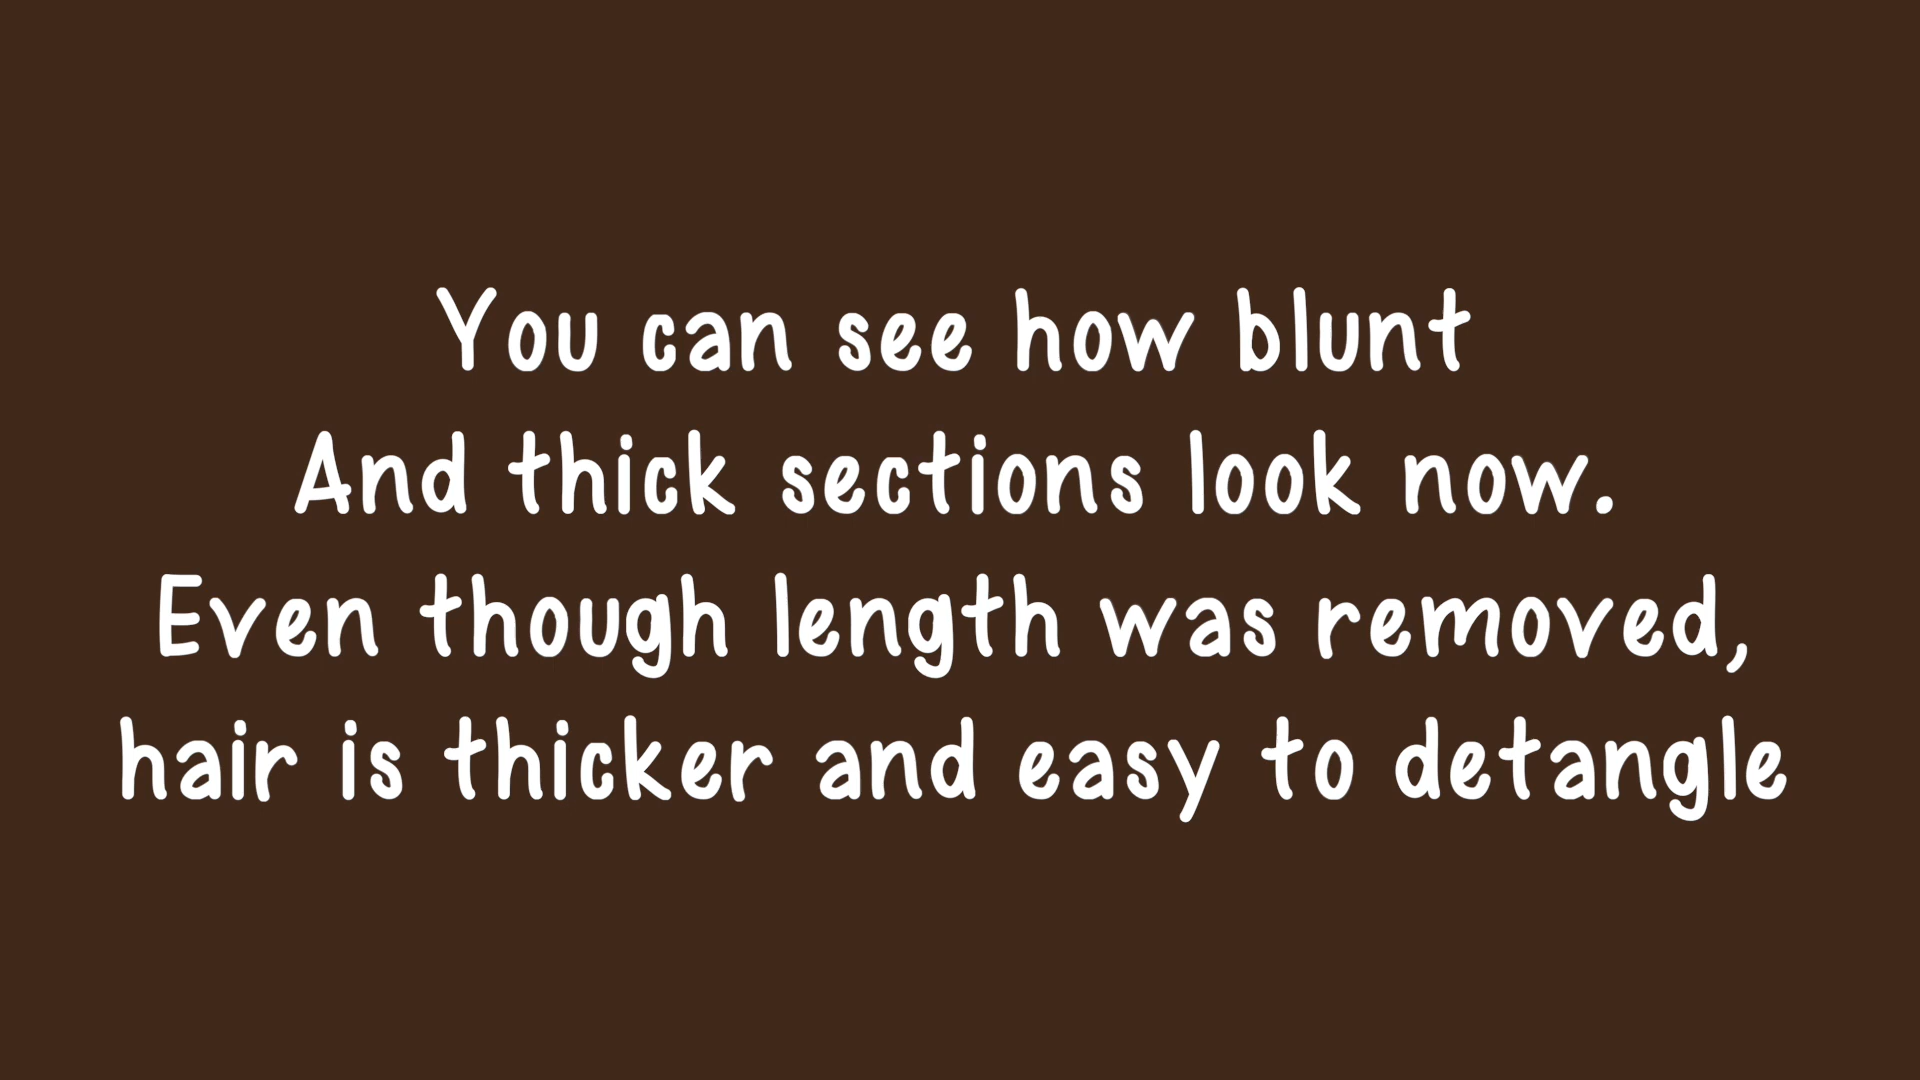 You can see how blunt
And thick sections look now.
Even though length was removed,
hair is thicker and easy to detangle